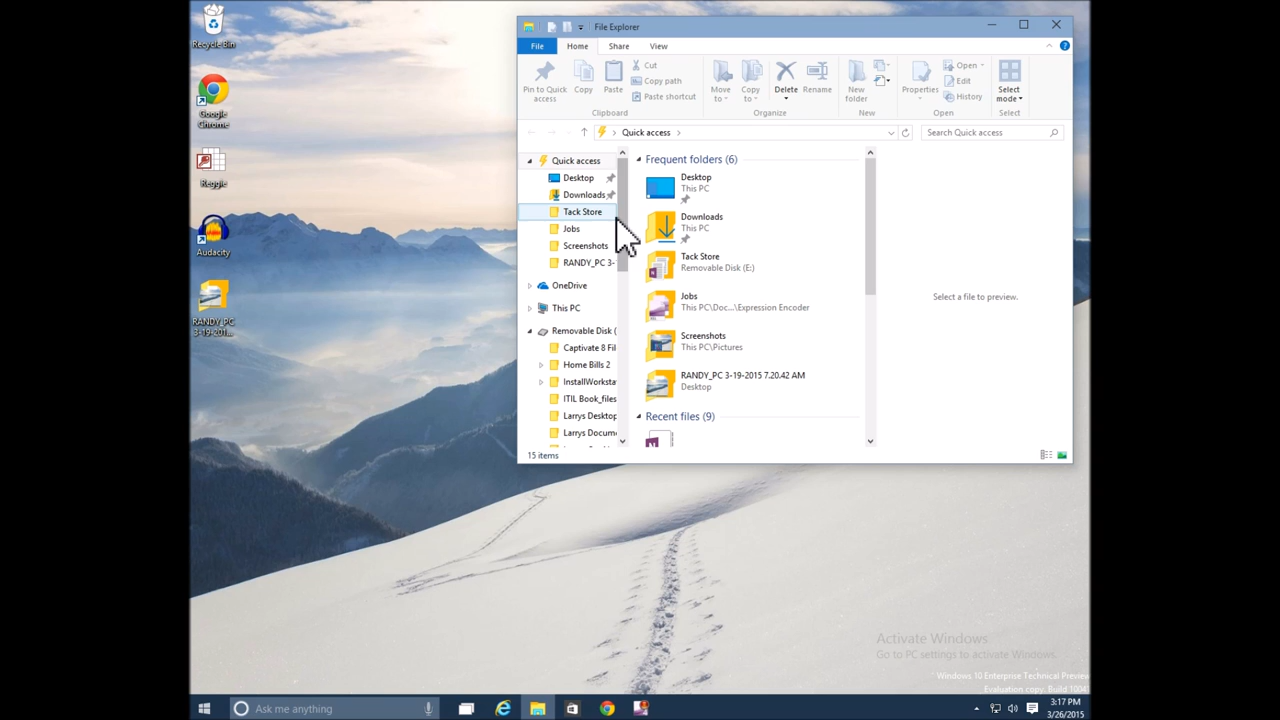 Recycle Bin
Google
Chrome
Reggie
Audacity
RANDY_PC
3-19-201...
File Explorer
File
Home
Share
View
Pin to Quick
access
Copy
Paste
Cut
Copy path
Paste shortcut
Clipboard
Move
to
Copy
to
Delete
Rename
Organize
New
folder
New
Properties
Open
Edit
History
Open
Select
mode
Select
Quick access
Search Quick access
Quick access
Desktop
Downloads
Tack Store
Jobs
Screenshots
RANDY_PC 3-
OneDrive
This PC
Removable Disk (
Captivate 8 Fil
Home Bills 2
InstallWorksta
ITIL Book_files
Larrys Desktop
Larrys Docum
Frequent folders (6)
Desktop
This PC
Downloads
This PC
Tack Store
Removable Disk (E:)
Jobs
This PC\Doc...\Expression Encoder
Screenshots
This PC\Pictures
RANDY_PC 3-19-2015 7.20.42 AM
Desktop
Recent files (9)
Select a file to preview.
15 items
Activate Windows
Go to PC settings to activate Windows.
Windows 10 Enterprise Technical Preview
Evaluation copy. Build 1004
Ask me anything
3:17 PM
3/26/2015